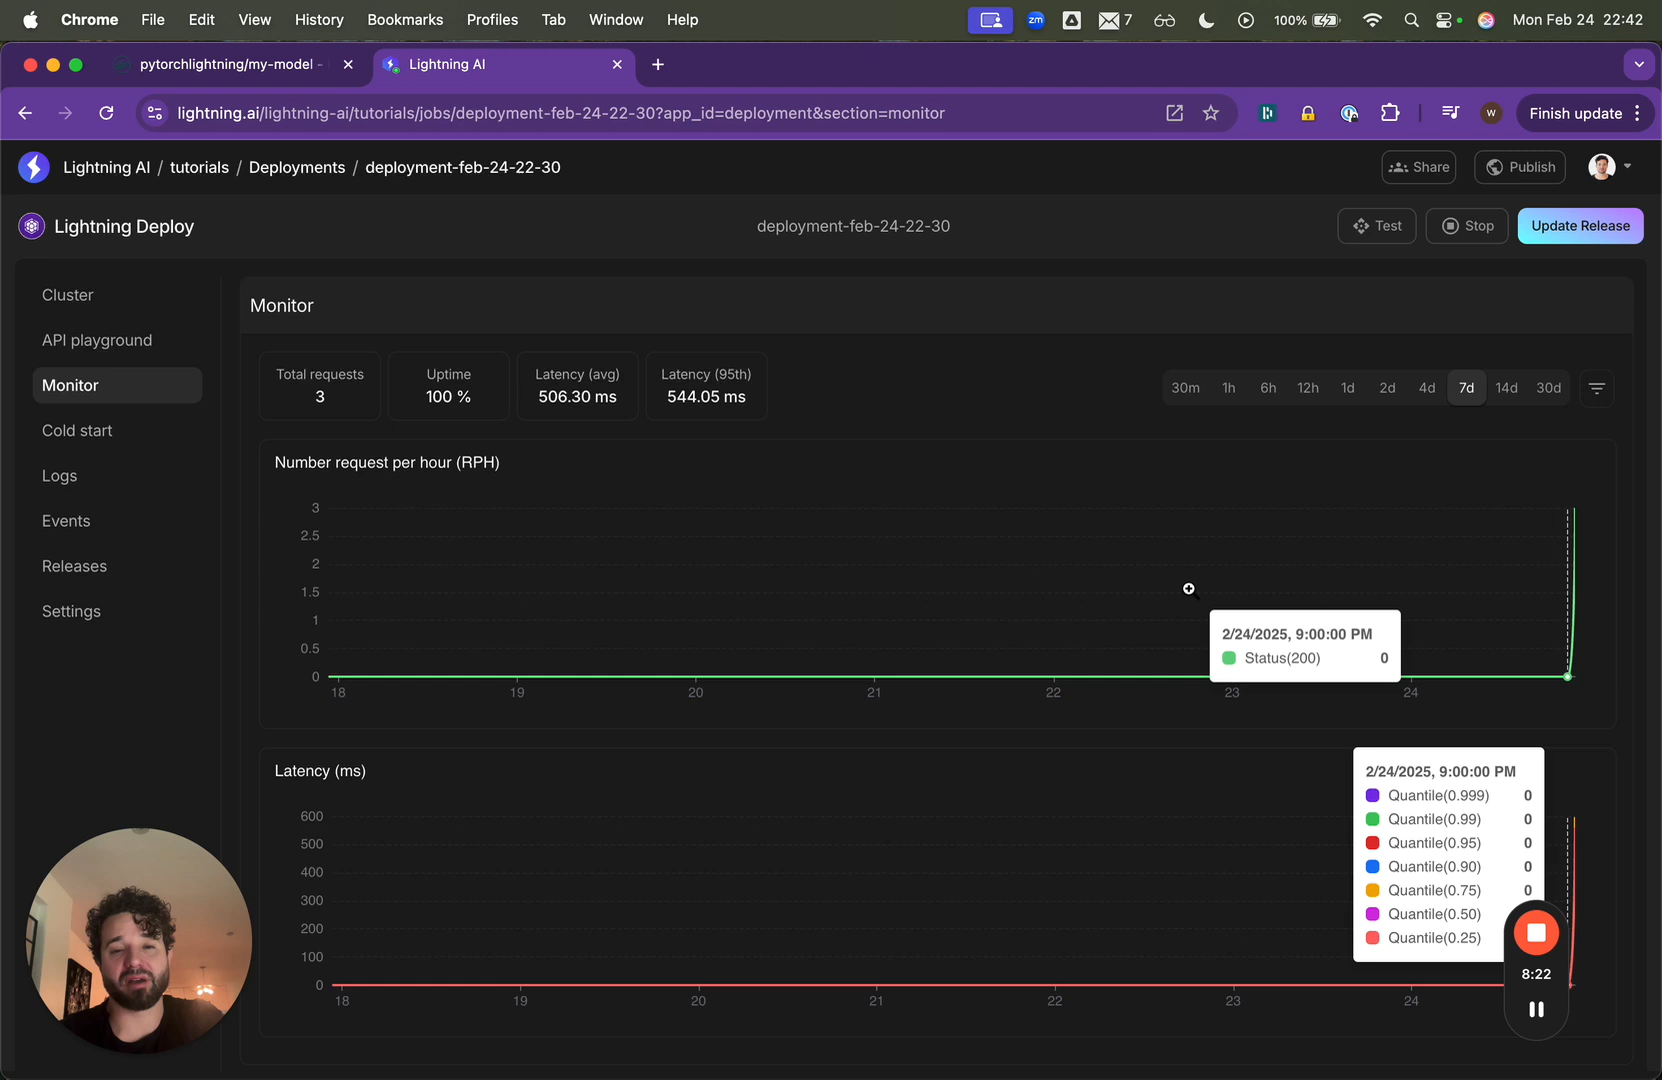 Chrome File Edit View History Bookmarks Profiles Tab Window Help zm 7 100% Mon Feb 24 22:42
pytorchlightning/my-model - Lightning AI
lightning.ai/lightning-ai/tutorials/jobs/deployment-feb-24-22-30?app_id=deployment&section=monitor W Finish update
Lightning AI / tutorials / Deployments / deployment-feb-24-22-30 Share Publish
Lightning Deploy deployment-feb-24-22-30 Test Stop Update Release
Cluster
API playground
Monitor
Cold start
Logs
Events
Releases
Settings
Monitor
Total requests
3
Uptime
100 %
Latency (avg)
506.30 ms
Latency (95th)
544.05 ms
30m 1h 6h 12h 1d 2d 4d 7d 14d 30d
Number request per hour (RPH)
3
2.5
2
1.5
1
0.5
0
18 19 20 21 22 23 24
2/24/2025, 9:00:00 PM
Status(200) 0
Latency (ms)
600
500
400
300
200
100
0
18 19 20 21 22 23 24
2/24/2025, 9:00:00 PM
Quantile(0.999) 0
Quantile(0.99) 0
Quantile(0.95) 0
Quantile(0.90) 0
Quantile(0.75) 0
Quantile(0.50)
Quantile(0.25)
8:22